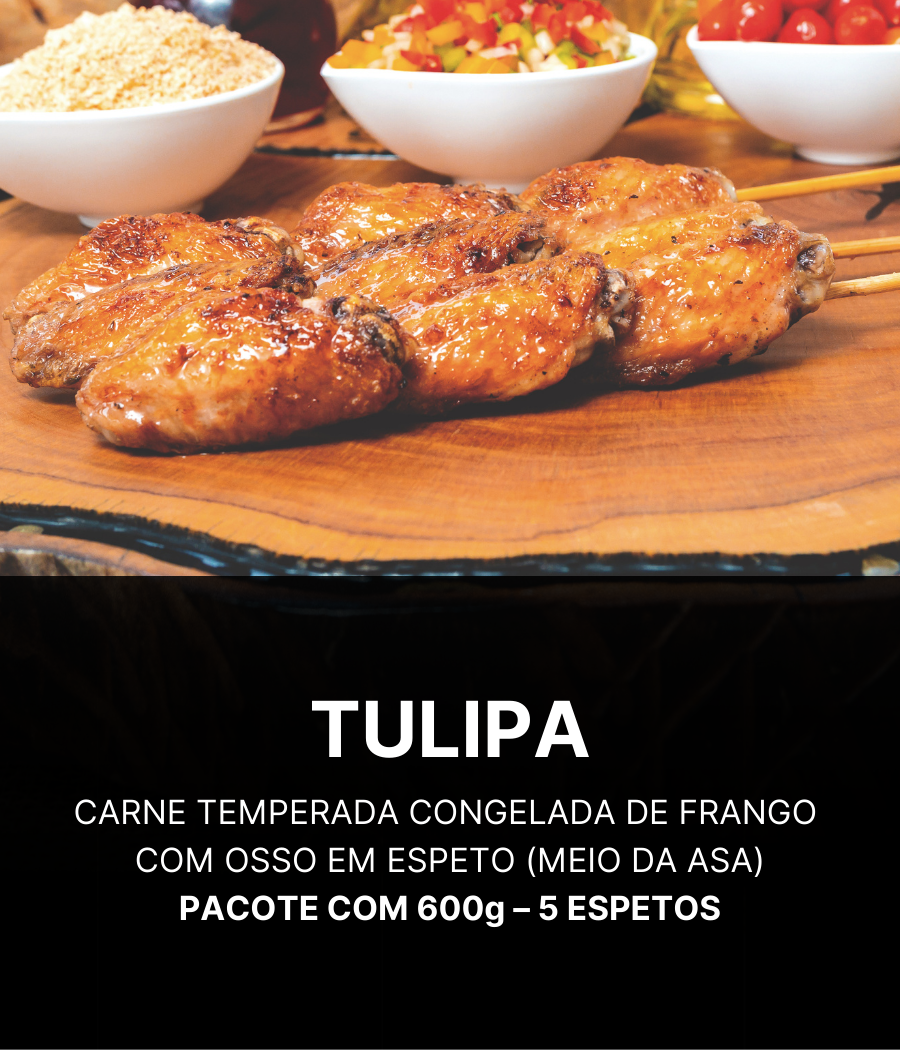 TULIPA
CARNE TEMPERADA CONGELADA DE FRANGO
COM OSSO EM ESPETO (MEIO DA ASA)
PACOTE COM 600g – 5 ESPETOS